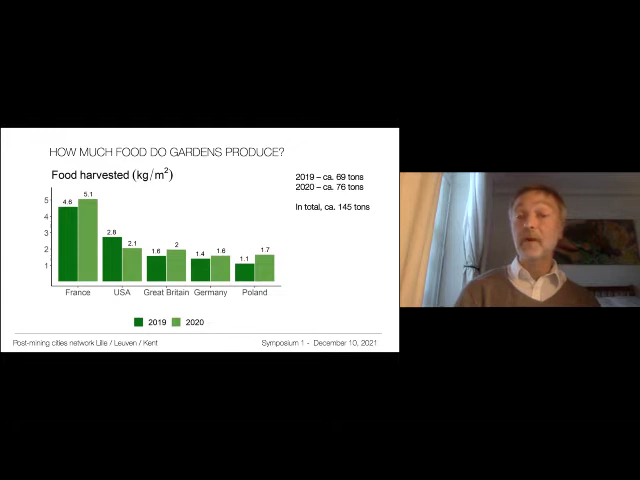 HOW MUCH FOOD DO GARDENS PRODUCE?
Food harvested (kg/m²)
2019 – ca. 69 tons
2020 – ca. 76 tons
In total, ca. 145 tons
5
4
3
2
1
4.6
5.1
2.8
2.1
1.6
2
1.4
1.6
1.1
1.7
France
USA
Great Britain
Germany
Poland
2019
2020
Post-mining cities network Lille / Leuven / Kent
Symposium 1 - December 10, 2021